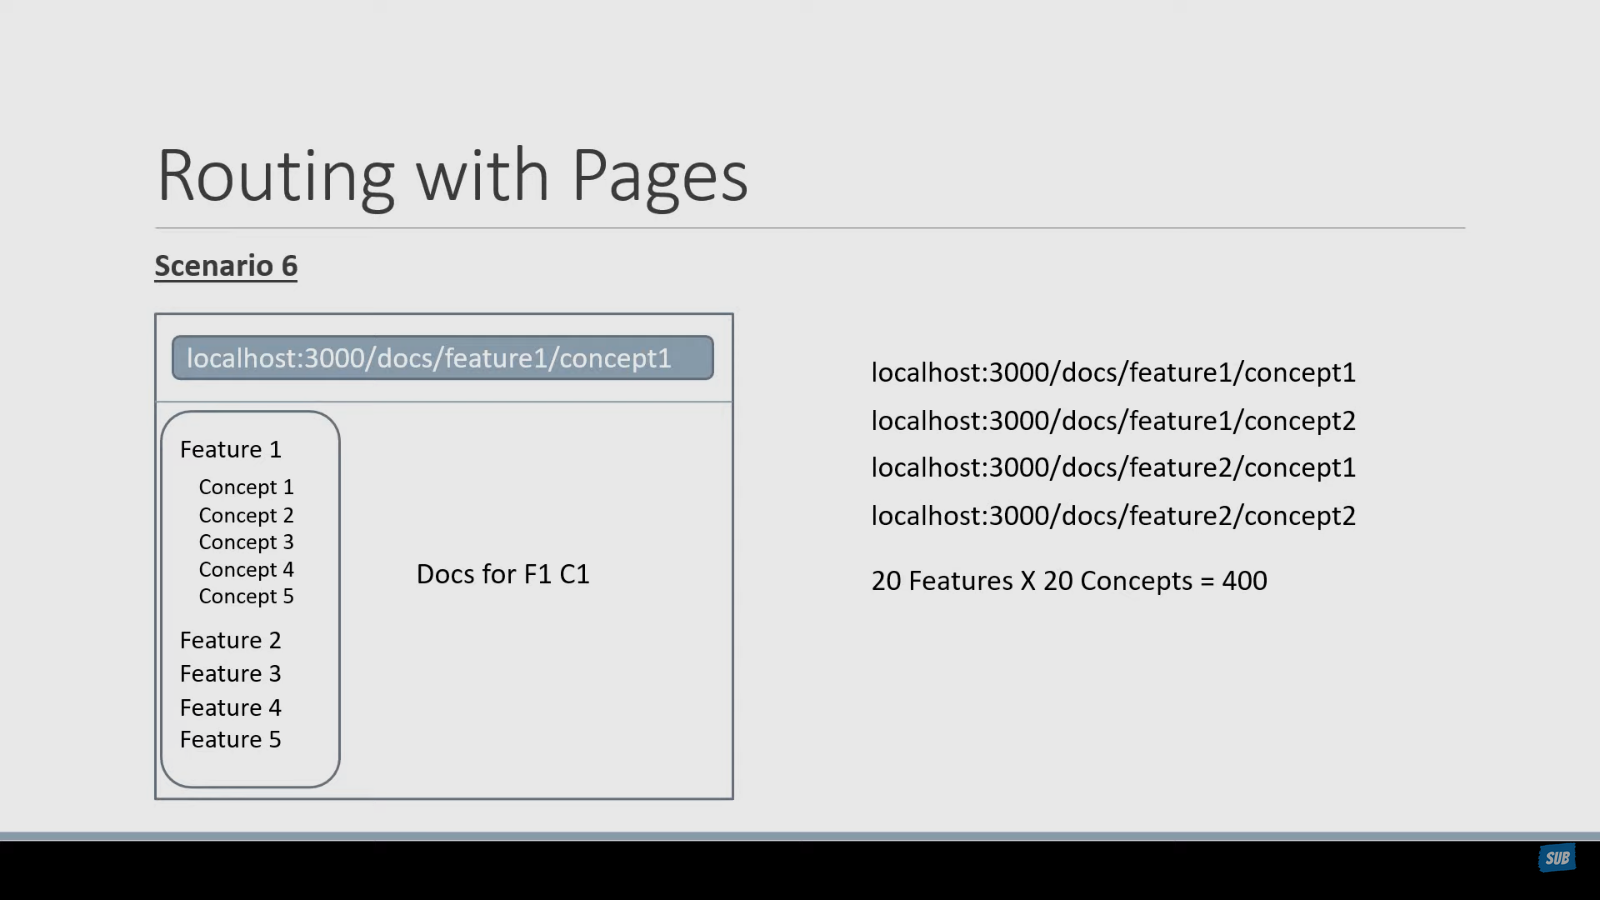 Routing with Pages
Scenario 6
localhost:3000/docs/feature1/concept1
Feature 1
Concept 1
Concept 2
Concept 3
Concept 4
Concept 5
Feature 2
Feature 3
Feature 4
Feature 5
Docs for F1 C1
localhost:3000/docs/feature1/concept1
localhost:3000/docs/feature1/concept2
localhost:3000/docs/feature2/concept1
localhost:3000/docs/feature2/concept2
20 Features X 20 Concepts = 400
SUB